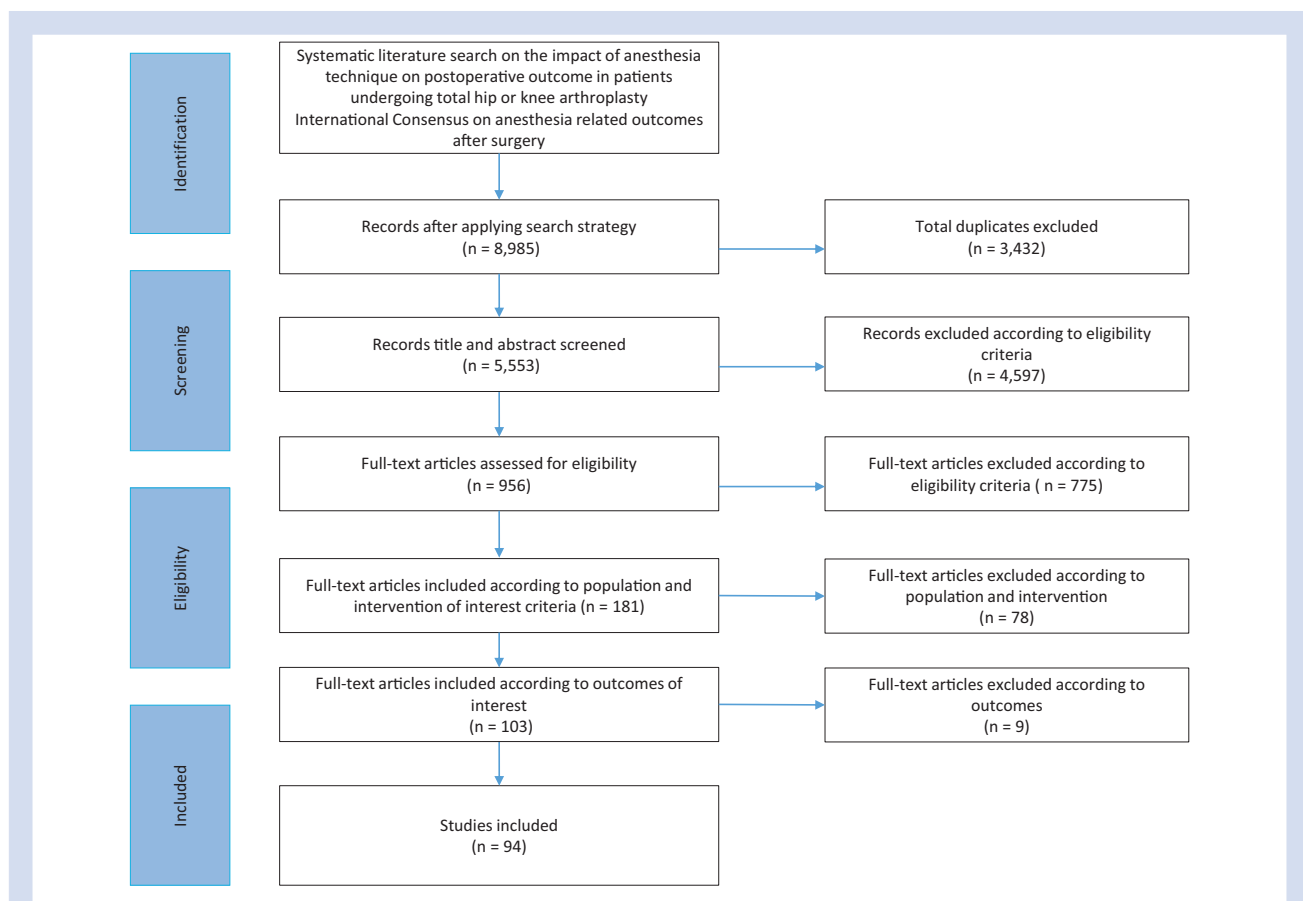 Identification
Systematic literature search on the impact of anesthesia
technique on postoperative outcome in patients
undergoing total hip or knee arthroplasty
International Consensus on anesthesia related outcomes
after surgery
Records after applying search strategy
(n = 8,985)
Total duplicates excluded
(n = 3,432)
Screening
Records title and abstract screened
(n = 5,553)
Records excluded according to eligibility
criteria
(n = 4,597)
Full-text articles assessed for eligibility
(n = 956)
Full-text articles excluded according to
eligibility criteria ( n = 775)
Eligibility
Full-text articles included according to population and
intervention of interest criteria (n = 181)
Full-text articles excluded according to
population and intervention
(n = 78)
Full-text articles included according to outcomes of
interest
(n = 103)
Full-text articles excluded according to
outcomes
(n = 9)
Included
Studies included
(n = 94)